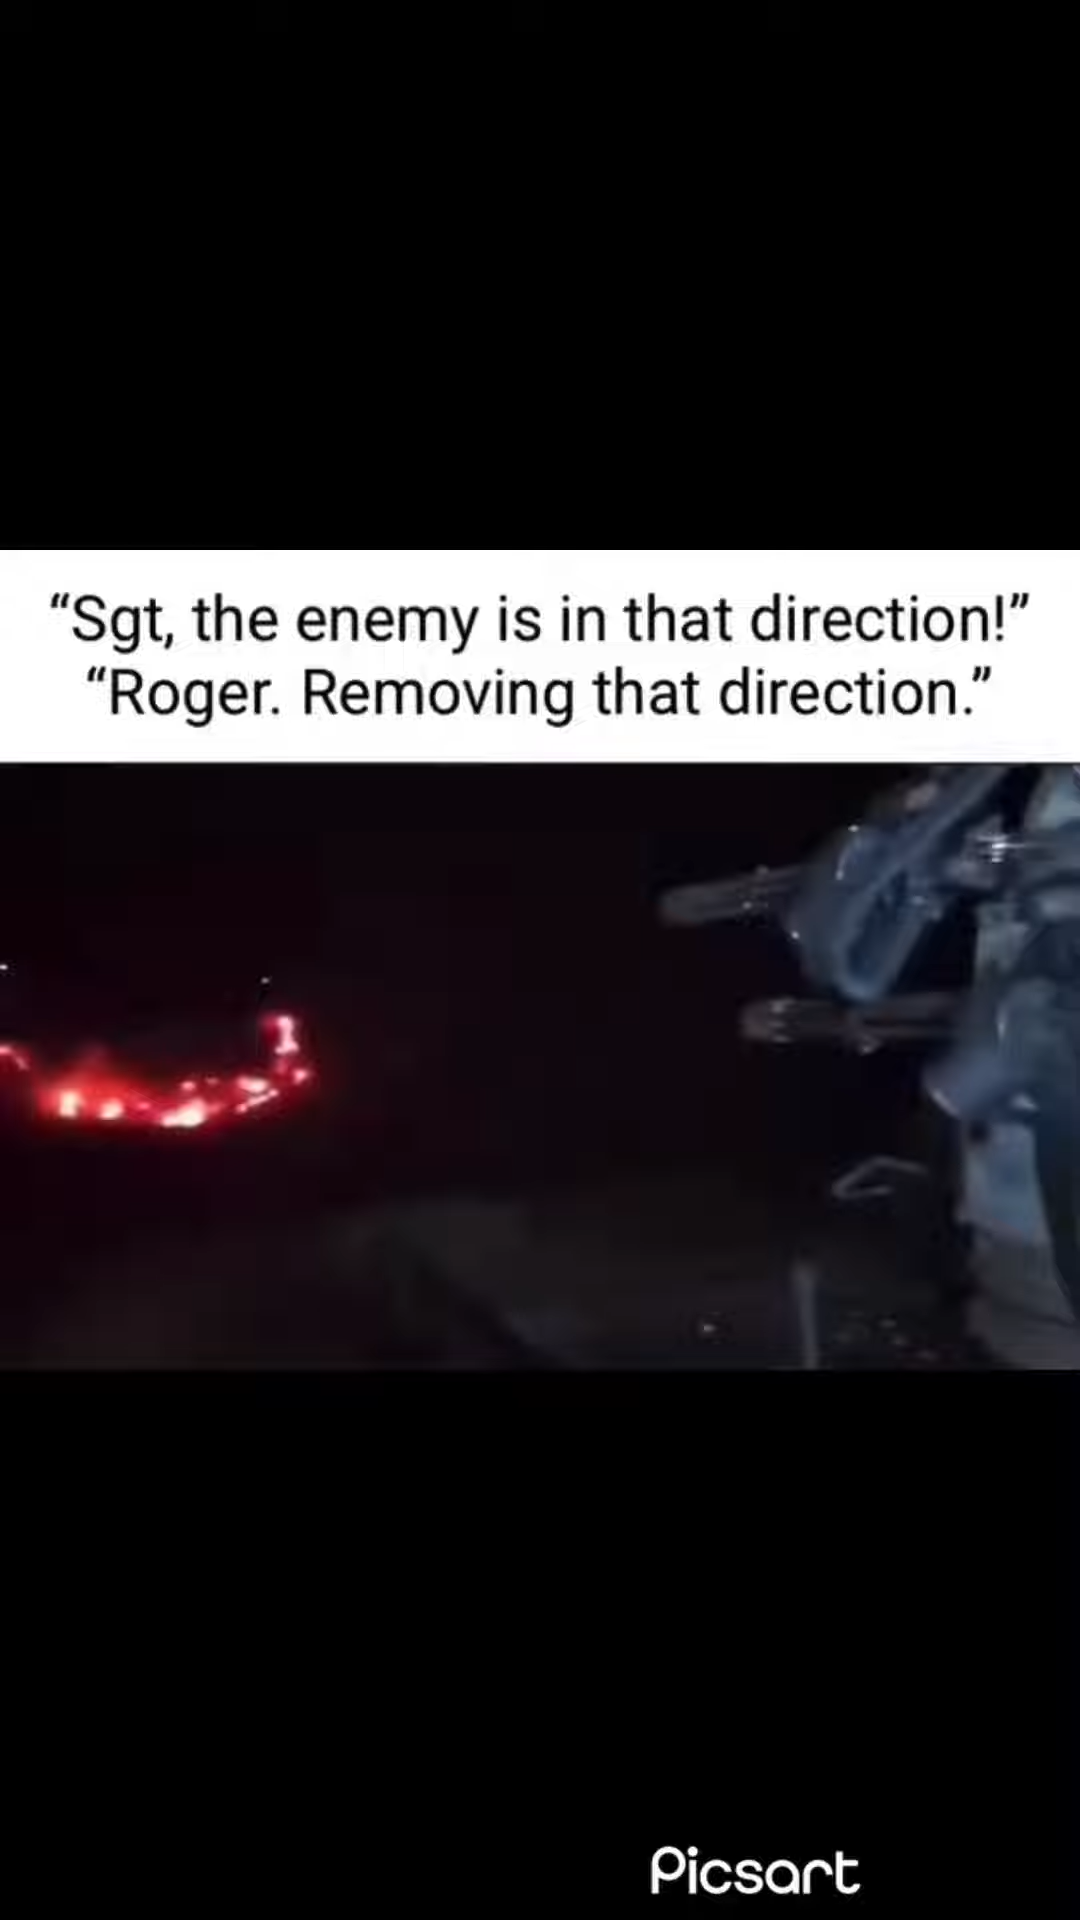 “Sgt, the enemy is in that direction!”
“Roger. Removing that direction.”
Picsart